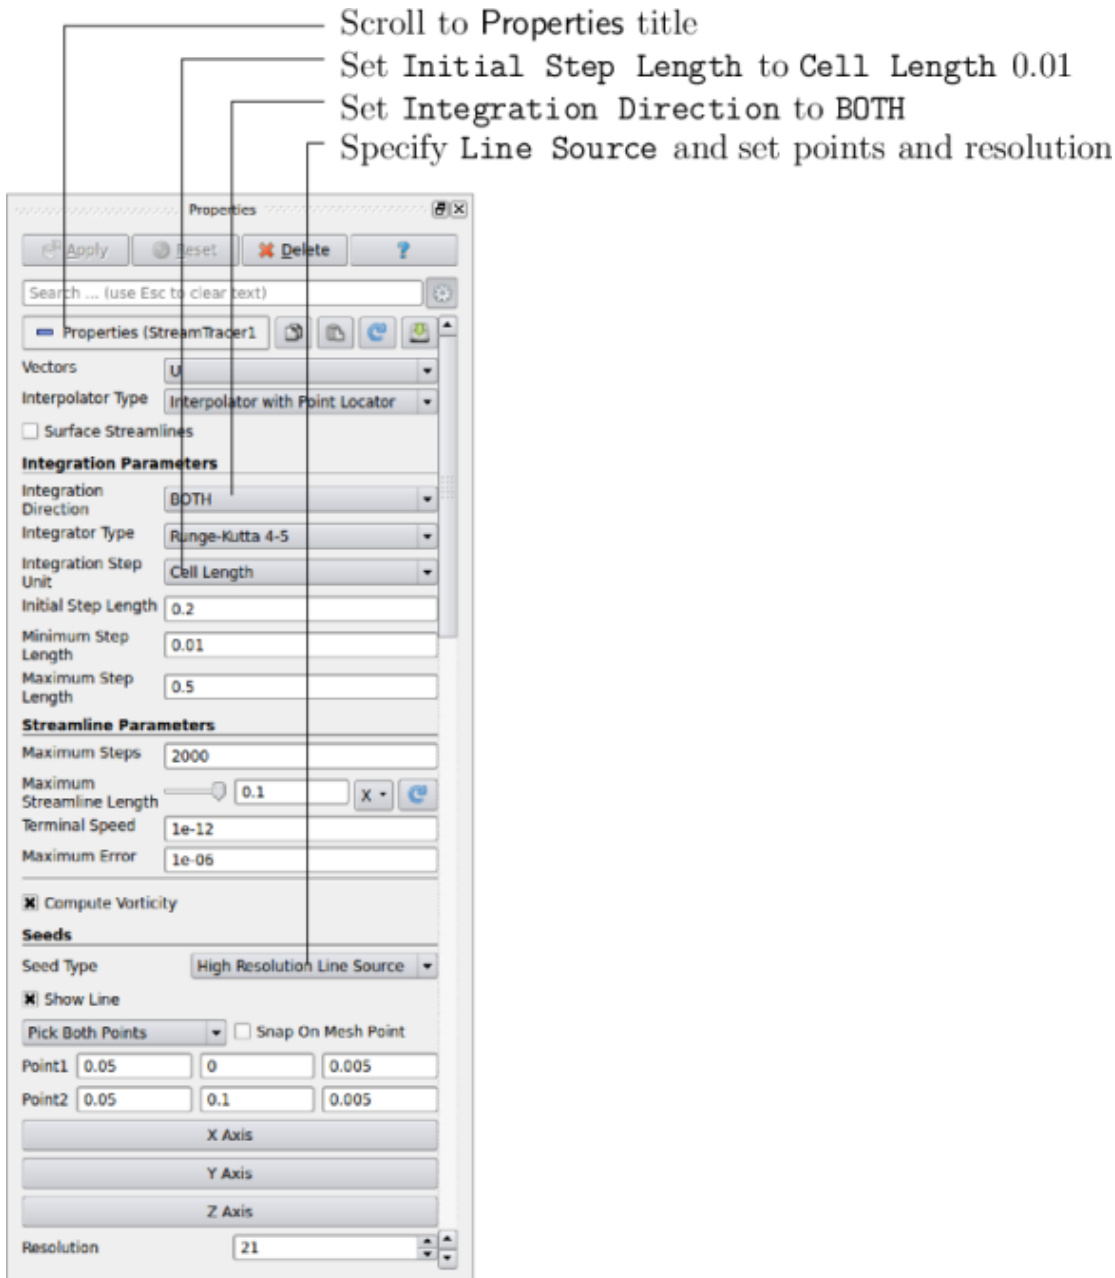 Scroll to Properties title
Set Initial Step Length to Cell Length 0.01
Set Integration Direction to BOTH
Specify Line Source and set points and resolution
Properties
Apply Reset Delete ?
Search ... (use Esc to clear text)
Properties (StreamTracer1
Vectors U
Interpolator Type Interpolator with Point Locator
Surface Streamlines
Integration Parameters
Integration Direction BOTH
Integrator Type Runge-Kutta 4-5
Integration Step Unit Cell Length
Initial Step Length 0.2
Minimum Step Length 0.01
Maximum Step Length 0.5
Streamline Parameters
Maximum Steps 2000
Maximum Streamline Length 0.1 X
Terminal Speed 1e-12
Maximum Error 1e-06
Compute Vorticity
Seeds
Seed Type High Resolution Line Source
Show Line
Pick Both Points Snap On Mesh Point
Point1 0.05 0 0.005
Point2 0.05 0.1 0.005
X Axis
Y Axis
Z Axis
Resolution 21